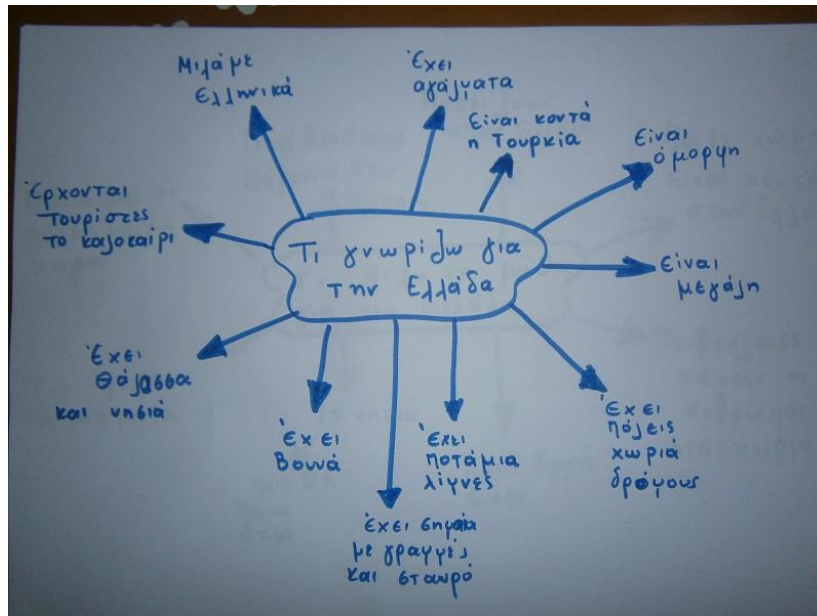 Μιλάμε
Ελληνικά
Έχει
αγάλματα
Είναι κοντά
η Τουρκία
Είναι
όμορφη
Έρχονται
τουρίστες
το καλοκαίρι
Τι γνωρίζω για
την Ελλάδα
Είναι
μεγάλη
Έχει
θάλασσα
και νησιά
Έχει
βουνά
Έχει
ποτάμια
λίμνες
Έχει
πόλεις
χωριά
δρόμους
Έχει σημαία
με γραμμές
και σταυρό